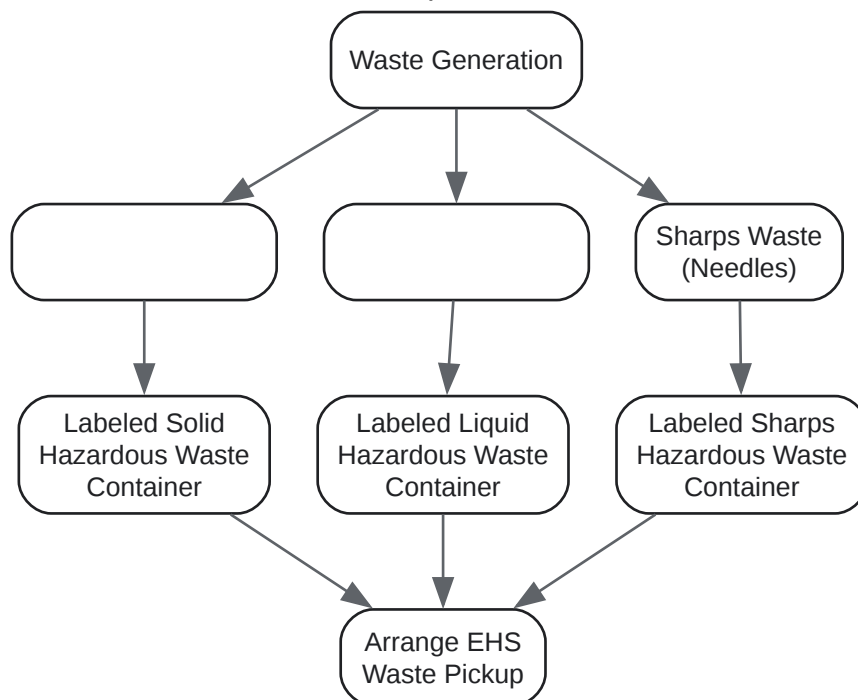 Waste Generation
Sharps Waste
(Needles)
Labeled Solid
Hazardous Waste
Container
Labeled Liquid
Hazardous Waste
Container
Labeled Sharps
Hazardous Waste
Container
Arrange EHS
Waste Pickup